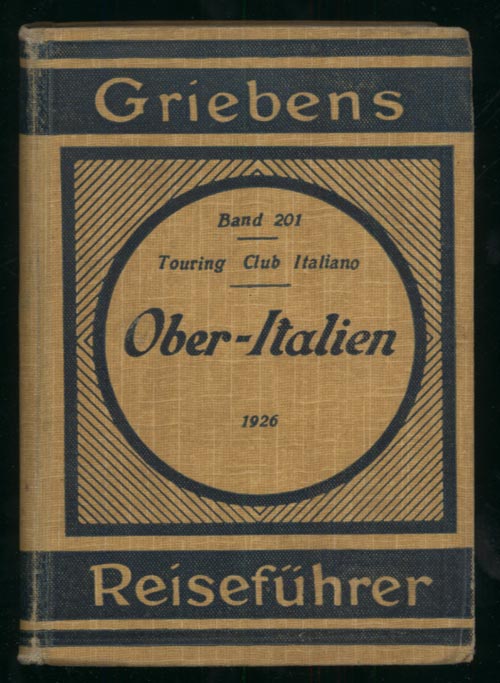 Griebens
Band 201
Touring Club Italiano
Ober-Italien
1926
Reiseführer